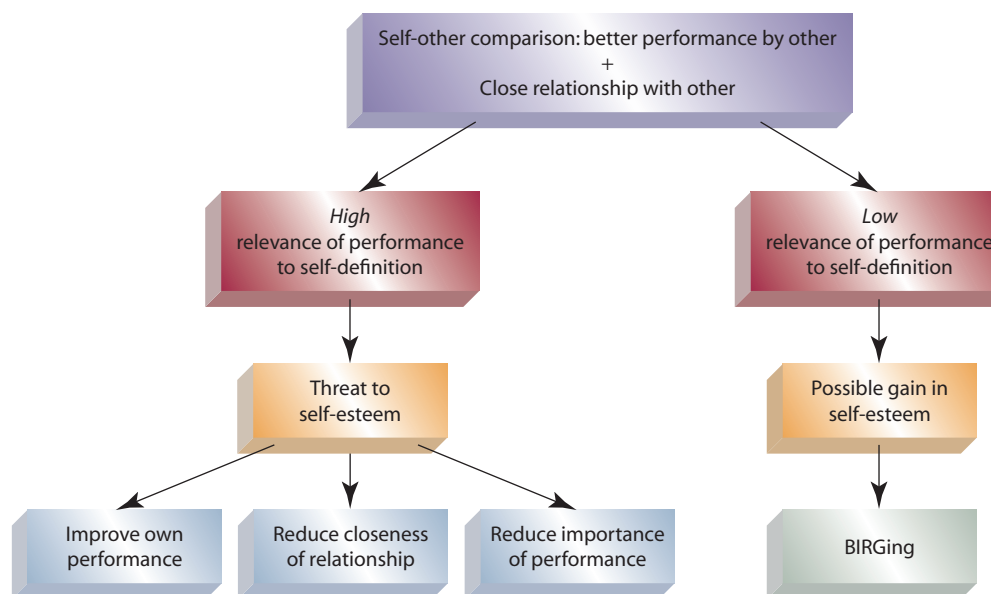 Self-other comparison: better performance by other
+
Close relationship with other
High
relevance of performance
to self-definition
Low
relevance of performance
to self-definition
Threat to
self-esteem
Possible gain in
self-esteem
Improve own
performance
Reduce closeness
of relationship
Reduce importance
of performance
BIRGing